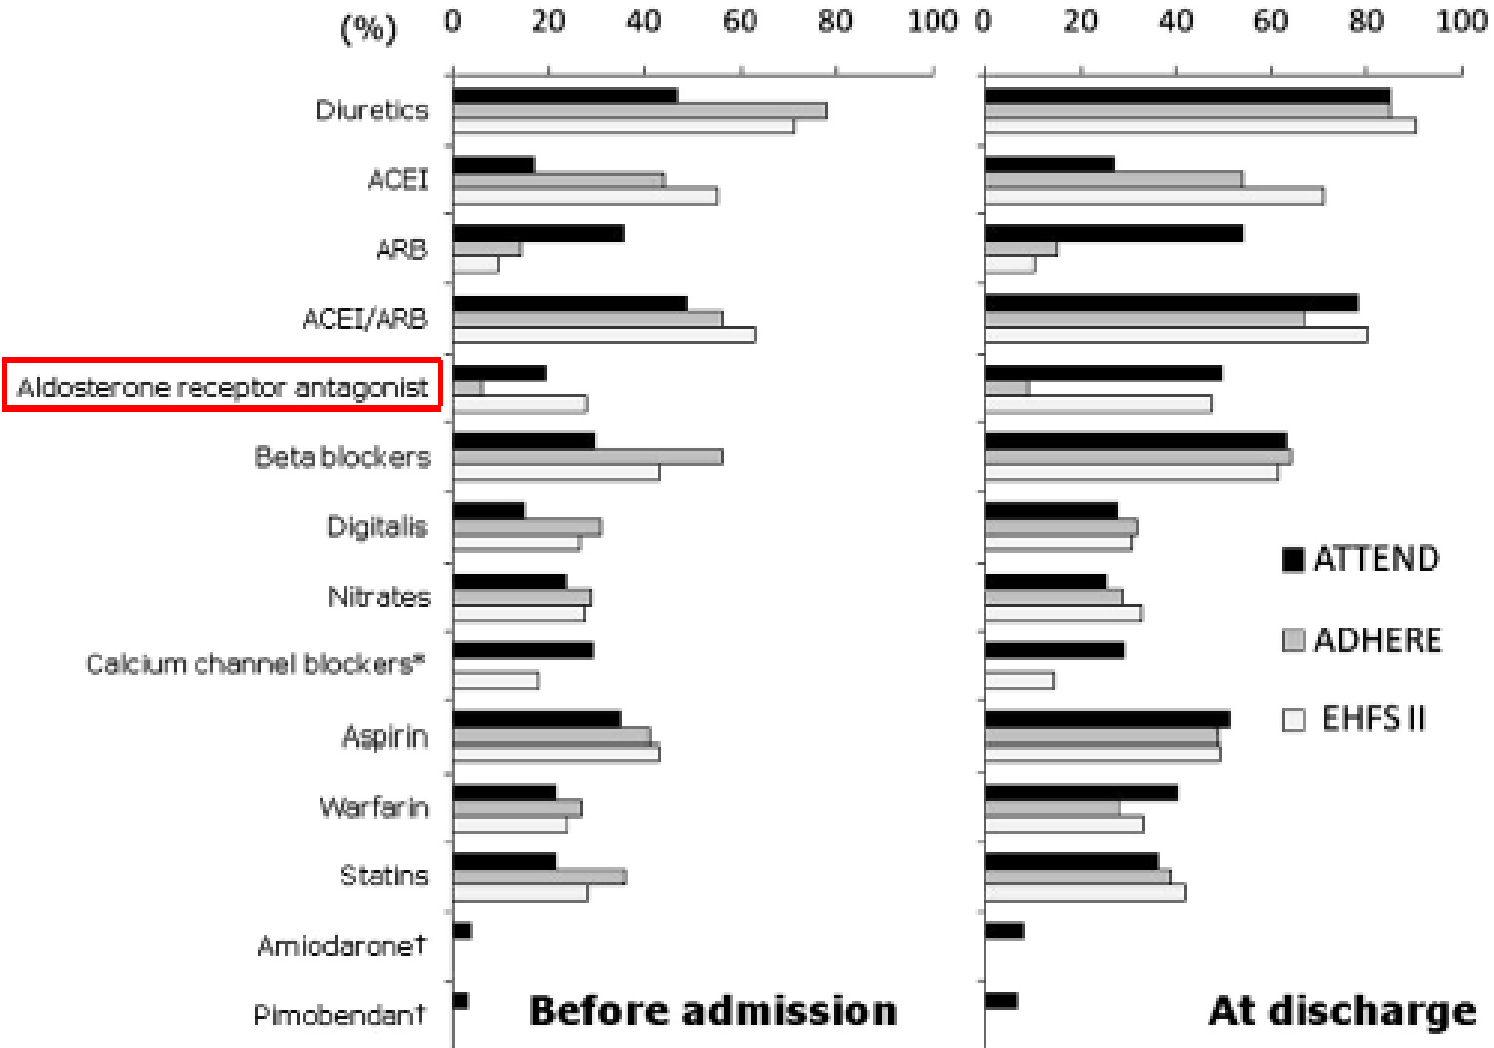 (%) 0 20 40 60 80 100 0 20 40 60 80 100
Diuretics
ACEI
ARB
ACEI/ARB
Aldosterone receptor antagonist
Beta blockers
Digitalis
Nitrates
Calcium channel blockers*
Aspirin
Warfarin
Statins
Amiodarone†
Pimobendan†
ATTEND
ADHERE
EHFS II
Before admission
At discharge